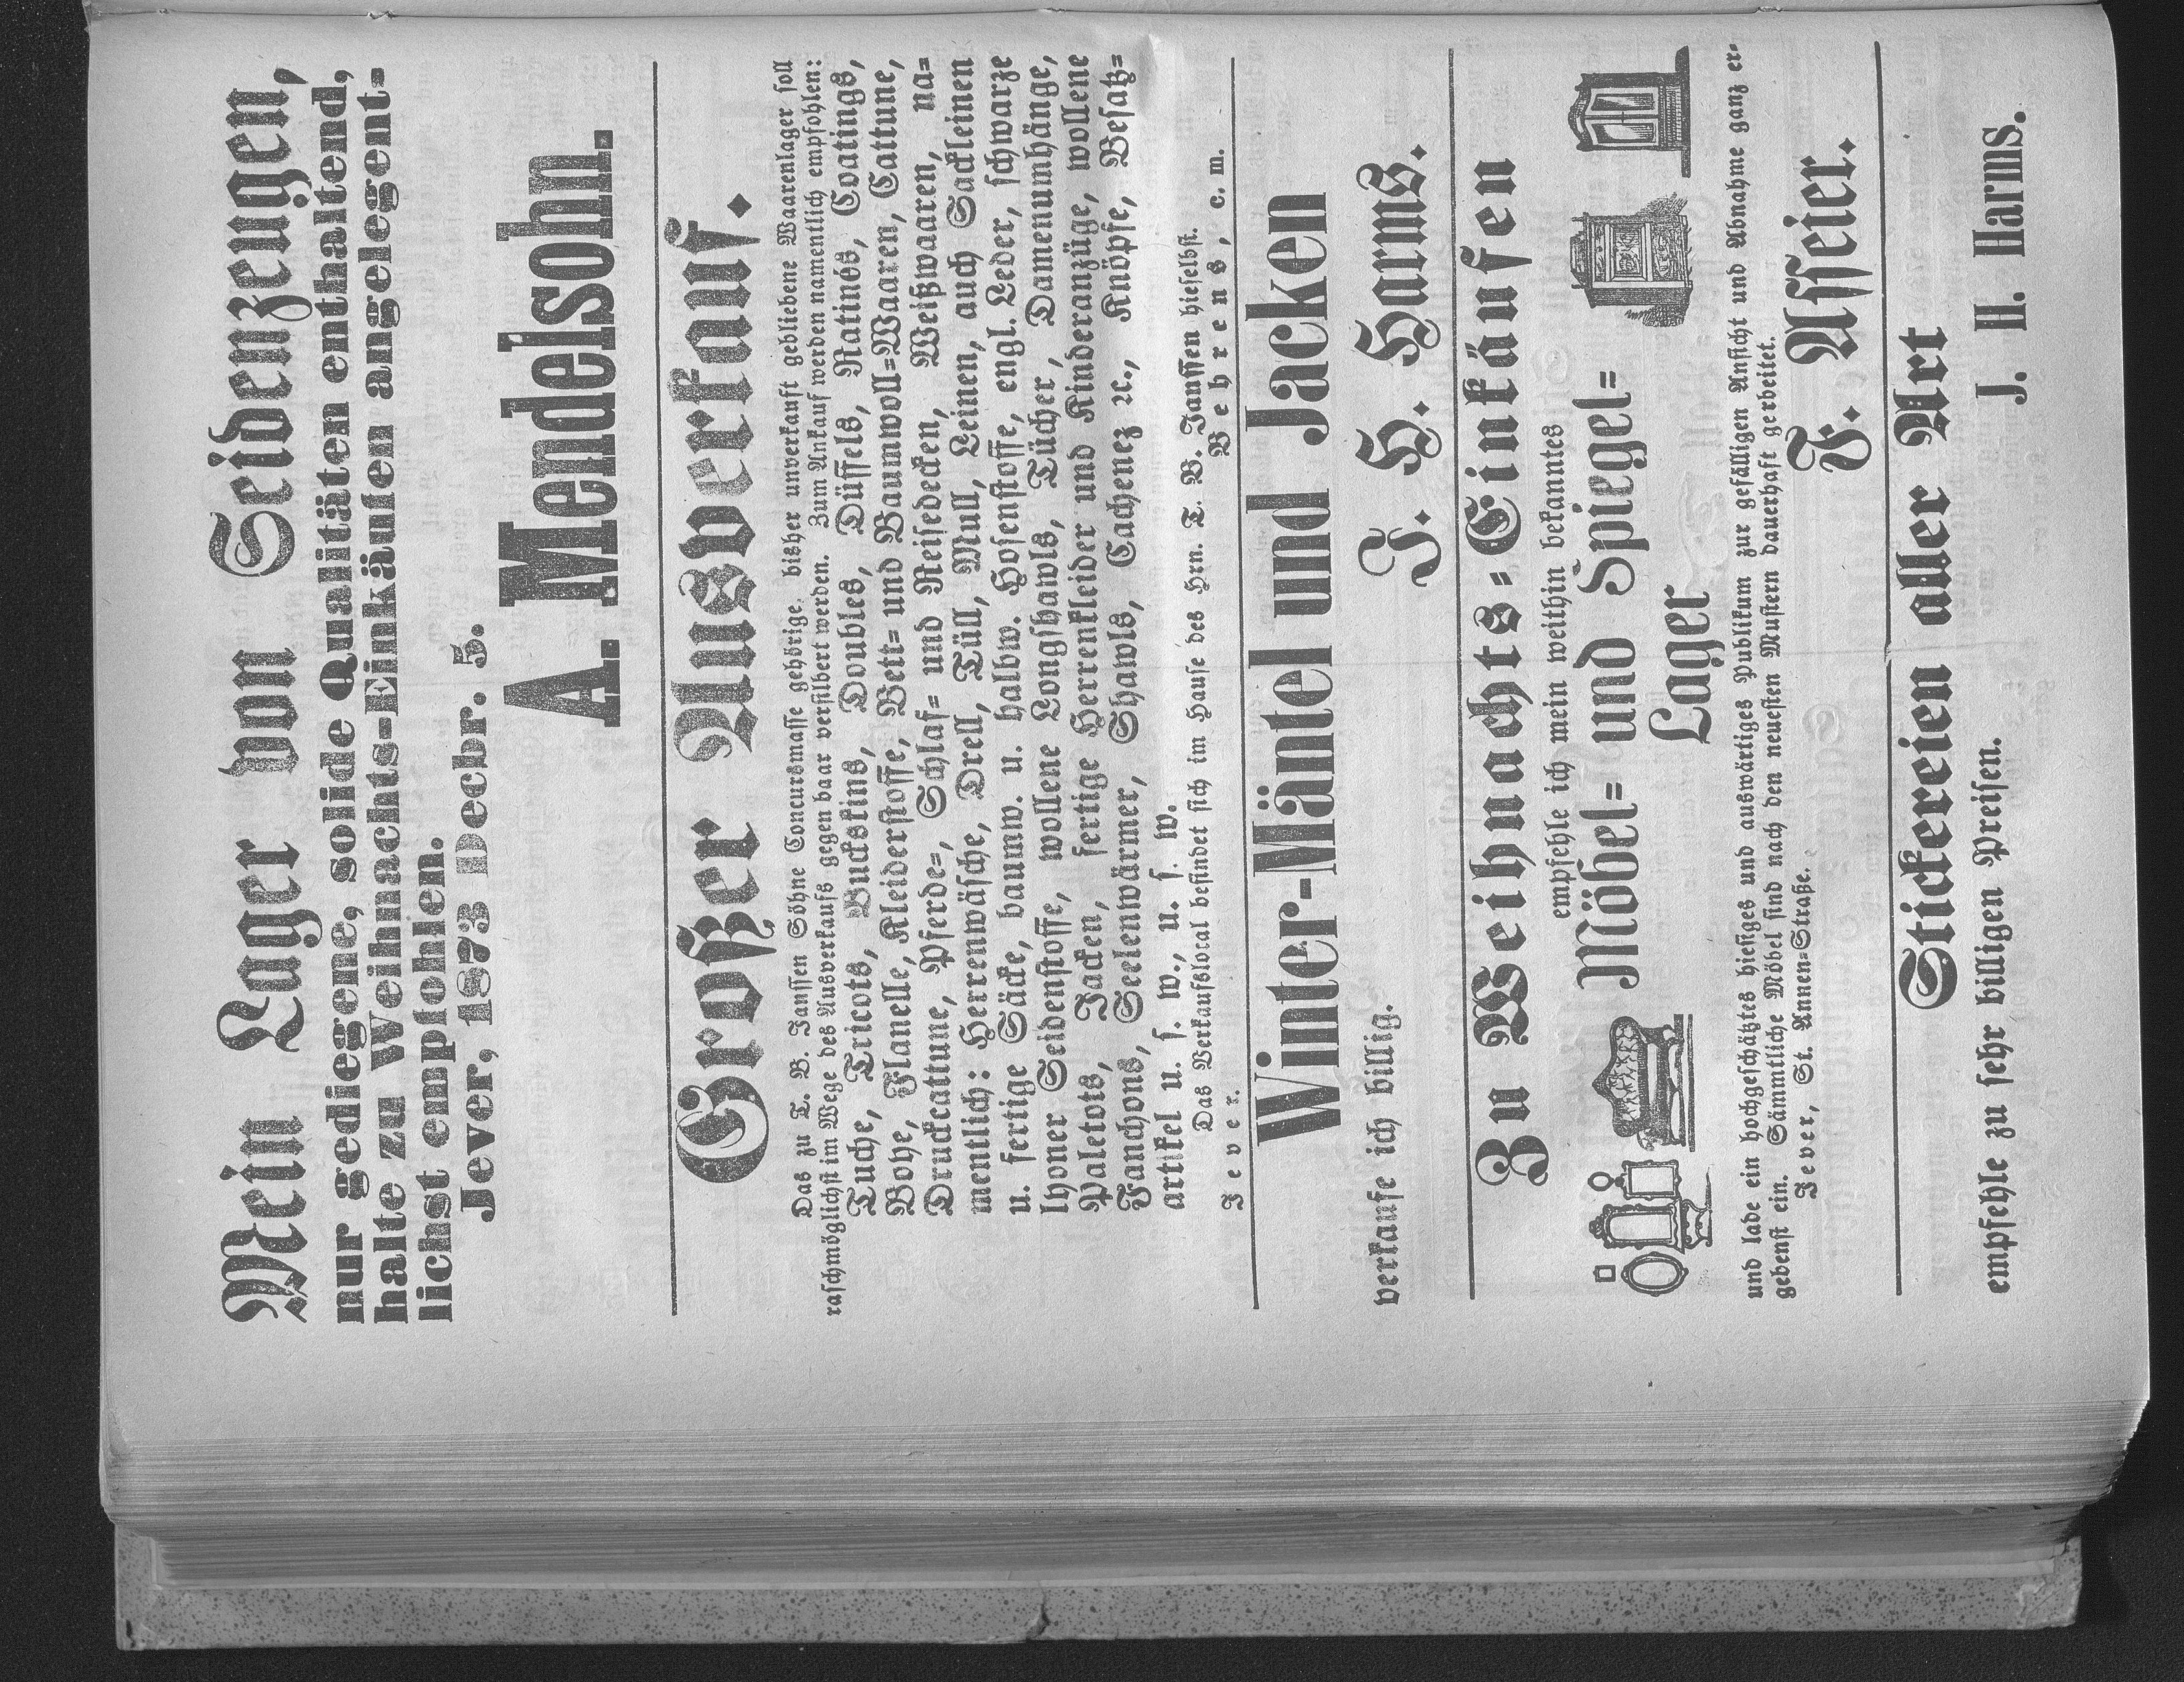 Mein Lager von Seidenzeugen,
nur gediegene, solide Qualitäten enthaltend,
halte zu Weihnachts-Einkäufen angelegent-
lichst empfohlen.
Jever, 1873 Decbr. 5.
A. Mendelsohn.
Großer Ausverkauf.
Das zu T. B. Janssen Söhne Concursmasse gehörige, bisher unverkauft gebliebene Waarenlager soll
raschmöglichst im Wege des Ausverkaufs gegen baar versilbert werden. Zum Ankauf werden namentlich empfohlen:
Tuche, Tricots, Buckskins, Doubles, Düffels, Ratinés, Coatings,
Boye, Flanelle, Kleiderstoffe, Bett= und Baumwoll=Waaren, Cattune,
Druckcattune, Pferde=, Schlaf= und Reisedecken, Weißwaaren, na=
mentlich: Herrenwäsche, Drell, Tüll, Mull, Leinen, auch Sackleinen
u. fertige Säcke, baumw. u. halbw. Hosenstoffe, engl. Leder, schwarze
lyoner Seidenstoffe, wollene Longshawls, Tücher, Damenumhänge,
Paletots, Jacken, fertige Herrenkleider und Kinderanzüge, wollene
Fanchons, Seelenwärmer, Shawls, Cachenez ꝛc., Knöpfe, Besatz=
artikel u. s. w., u. s. w.
Das Verkaufslocal befindet sich im Hause des Hrn. T. B. Janssen hieselbst.
Jever. Behrens, c. m.
Winter-Mäntel und Jacken
verkaufe ich billig. J. H. Harms.
Zu Weihnachts=Einkäufen
empfehle ich mein weithin bekanntes
Möbel= und Spiegel=
Lager
und lade ein hochgeschätztes hiesiges und auswärtiges Publikum zur gefälligen Ansicht und Abnahme ganz er-
gebenst ein. Sämmtliche Möbel sind nach den neuesten Mustern dauerhaft gerbeitet.
Jever, St. Annen=Straße. F. Asseier.
Stickereien aller Art
empfehle zu sehr billigen Preisen. J. H. Harms.